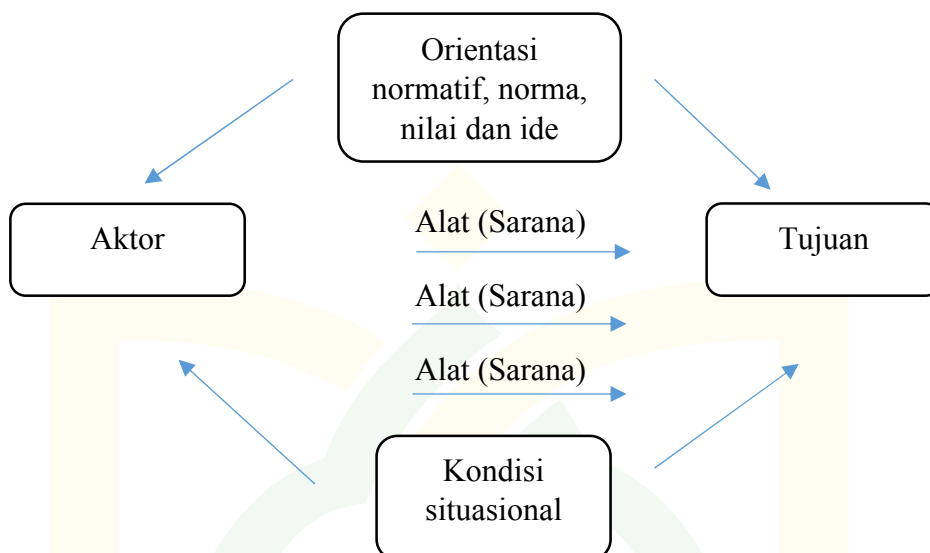 Orientasi
normatif, norma,
nilai dan ide
Aktor
Alat (Sarana)
Tujuan
Alat (Sarana)
Alat (Sarana)
Kondisi
situasional